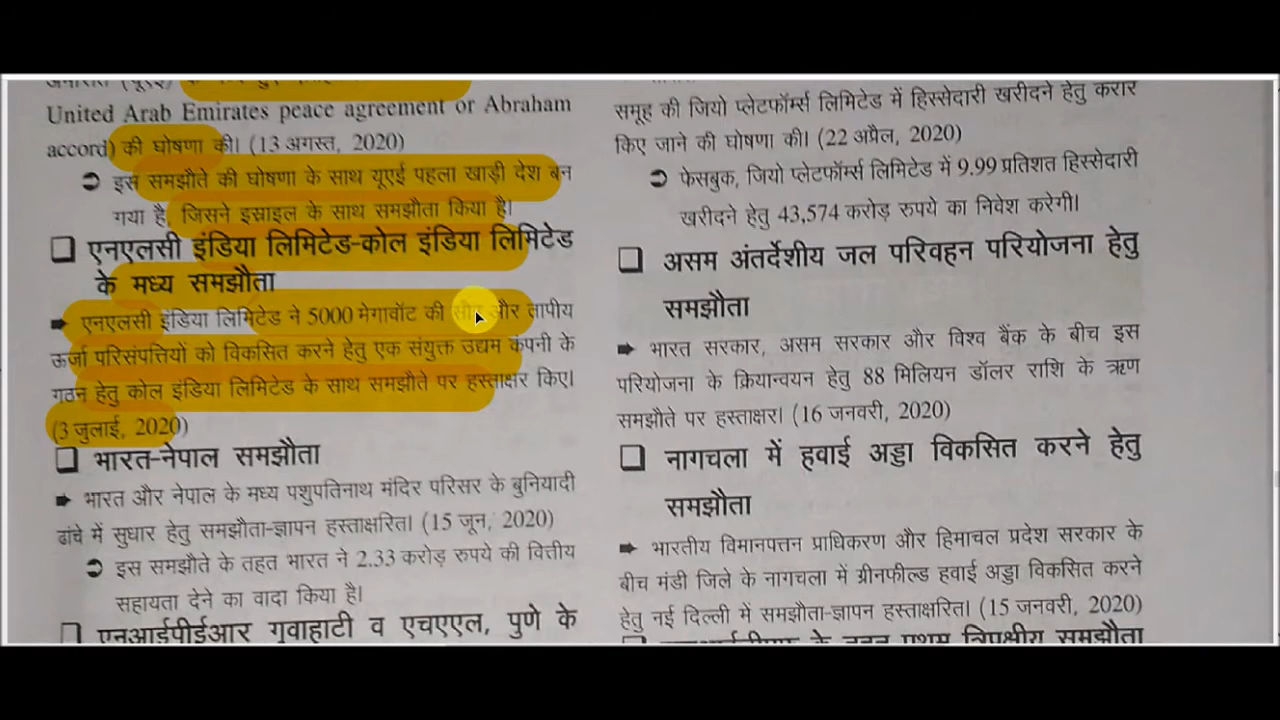 United Arab Emirates peace agreement or Abraham
accord) की घोषणा की। (13 अगस्त, 2020)
➲ इस समझौते की घोषणा के साथ यूएई पहला खाड़ी देश बन
गया है, जिसने इस्राइल के साथ समझौता किया है।
❑ एनएलसी इंडिया लिमिटेड-कोल इंडिया लिमिटेड
के मध्य समझौता
➡ एनएलसी इंडिया लिमिटेड ने 5000 मेगावॉट की और तापीय
ऊर्जा परिसंपत्तियों को विकसित करने हेतु एक संयुक्त उद्यम कंपनी के
गठन हेतु कोल इंडिया लिमिटेड के साथ समझौते पर हस्ताक्षर किए।
(3 जुलाई, 2020)
❑ भारत-नेपाल समझौता
➡ भारत और नेपाल के मध्य पशुपतिनाथ मंदिर परिसर के बुनियादी
ढांचे में सुधार हेतु समझौता-ज्ञापन हस्ताक्षरित। (15 जून, 2020)
➲ इस समझौते के तहत भारत ने 2.33 करोड़ रुपये की वित्तीय
सहायता देने का वादा किया है।
❑ एनआईपीईआर गुवाहाटी व एचएएल, पुणे के
समूह की जियो प्लेटफॉर्म्स लिमिटेड में हिस्सेदारी खरीदने हेतु करार
किए जाने की घोषणा की। (22 अप्रैल, 2020)
➲ फेसबुक, जियो प्लेटफॉर्म्स लिमिटेड में 9.99 प्रतिशत हिस्सेदारी
खरीदने हेतु 43,574 करोड़ रुपये का निवेश करेगी।
❑ असम अंतर्देशीय जल परिवहन परियोजना हेतु
समझौता
➡ भारत सरकार, असम सरकार और विश्व बैंक के बीच इस
परियोजना के क्रियान्वयन हेतु 88 मिलियन डॉलर राशि के ऋण
समझौते पर हस्ताक्षर। (16 जनवरी, 2020)
❑ नागचला में हवाई अड्डा विकसित करने हेतु
समझौता
➡ भारतीय विमानपत्तन प्राधिकरण और हिमाचल प्रदेश सरकार के
बीच मंडी जिले के नागचला में ग्रीनफील्ड हवाई अड्डा विकसित करने
हेतु नई दिल्ली में समझौता-ज्ञापन हस्ताक्षरित। (15 जनवरी, 2020)
के तहत प्रथम त्रिपक्षीय समझौता